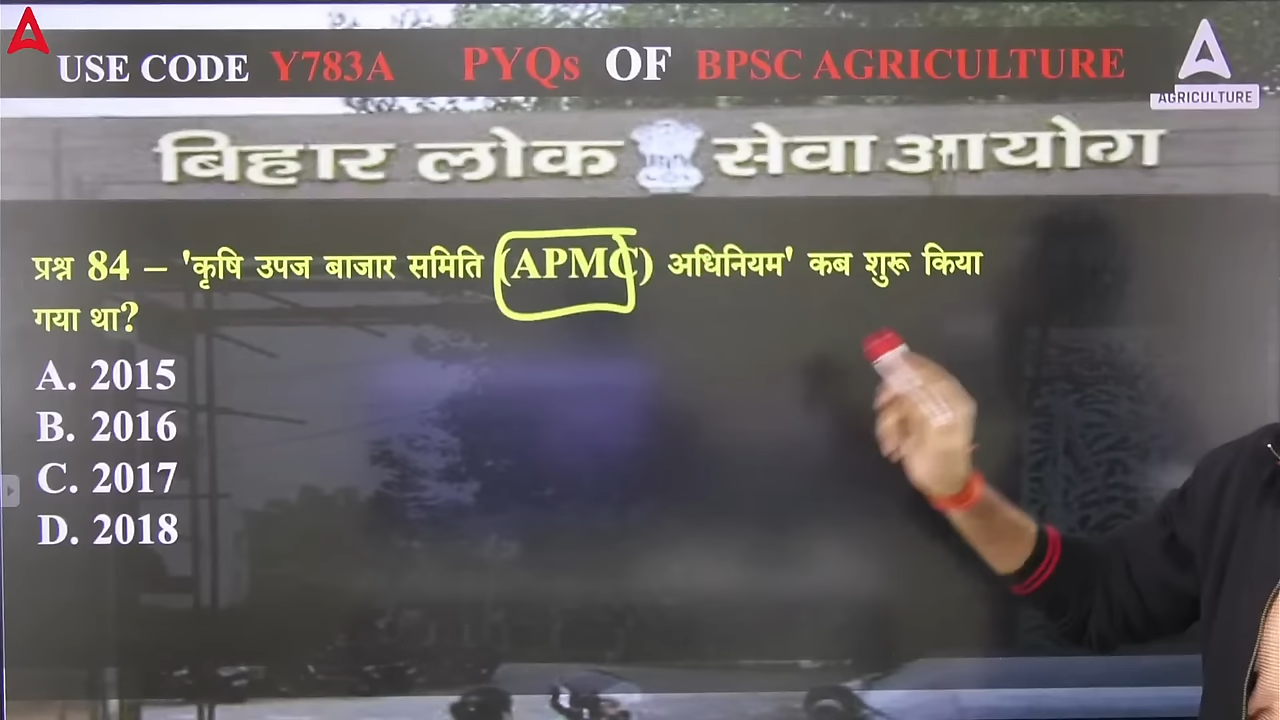 USE CODE Y783A PYQs OF BPSC AGRICULTURE
AGRICULTURE
बिहार लोक सेवा आयोग
प्रश्न 84 – 'कृषि उपज बाजार समिति (APMC) अधिनियम' कब शुरू किया
गया था?
A. 2015
B. 2016
C. 2017
D. 2018